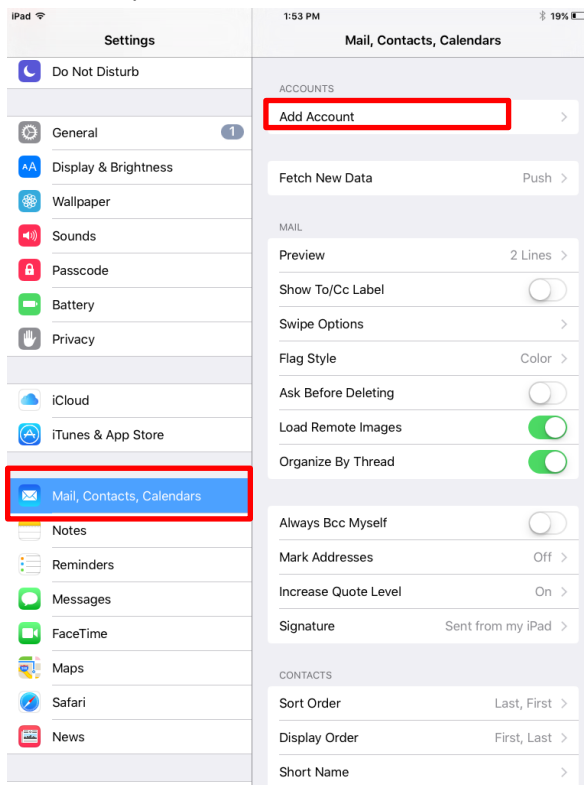 iPad 1:53 PM 19%
Settings
Mail, Contacts, Calendars
Do Not Disturb
General 1
AA Display & Brightness
Wallpaper
Sounds
Passcode
Battery
Privacy
iCloud
iTunes & App Store
Mail, Contacts, Calendars
Notes
Reminders
Messages
FaceTime
Maps
Safari
News
ACCOUNTS
Add Account
Fetch New Data Push
MAIL
Preview 2 Lines
Show To/Cc Label
Swipe Options
Flag Style Color
Ask Before Deleting
Load Remote Images
Organize By Thread
Always Bcc Myself
Mark Addresses Off
Increase Quote Level On
Signature Sent from my iPad
CONTACTS
Sort Order Last, First
Display Order First, Last
Short Name